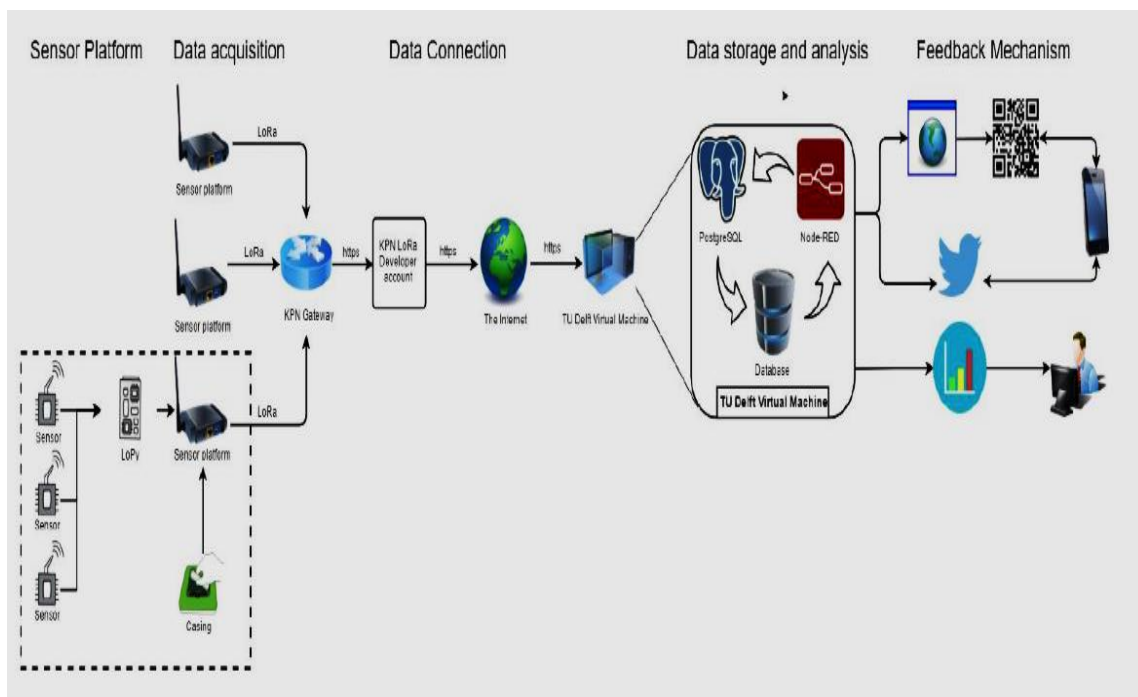 Sensor Platform
Data acquisition
Data Connection
Data storage and analysis
Feedback Mechanism
LoRa
Sensor platform
LoRa
Sensor platform
https
KPN Gateway
KPN LoRa
Developer
account
https
The Internet
https
TU Delft Virtual Machine
PostgreSQL
Node-RED
Database
TU Delft Virtual Machine
Sensor
LoPy
Sensor platform
LoRa
Sensor
Sensor
Casing